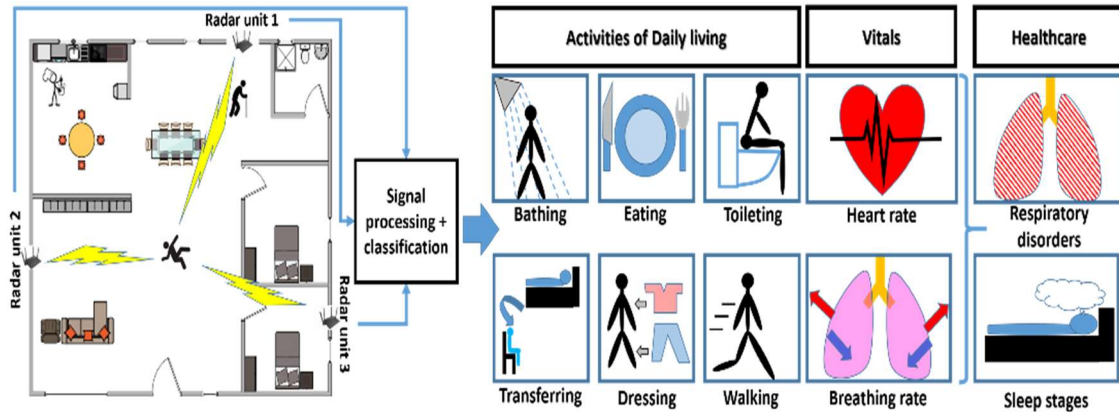 Radar unit 1
Radar unit 2
Radar unit 3
Signal
processing +
classification
Activities of Daily living
Vitals
Healthcare
Bathing
Eating
Toileting
Heart rate
Respiratory
disorders
Transferring
Dressing
Walking
Breathing rate
Sleep stages